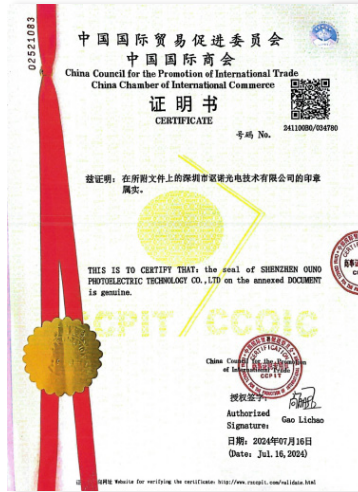 02521083
中国国际贸易促进委员会
中国国际商会
China Council for the Promotion of International Trade
China Chamber of International Commerce
证明书
CERTIFICATE
号码 No. 241100B0/034780
兹证明：在所附文件上的深圳市讴诺光电技术有限公司的印章
属实。
THIS IS TO CERTIFY THAT: the seal of SHENZHEN OUNO
PHOTOELECTRIC TECHNOLOGY CO.,LTD on the annexed DOCUMENT
is genuine.
CCPIT CCOIC
China Council for the Promotion
of International Trade
CERTIFICATION
CCPIT
授权签字：
Authorized
Signature: Gao Lichao
日期：2024年07月16日
(Date: Jul.16,2024)
Website for verifying the certificate: http://www.rzccpit.com/validate.html